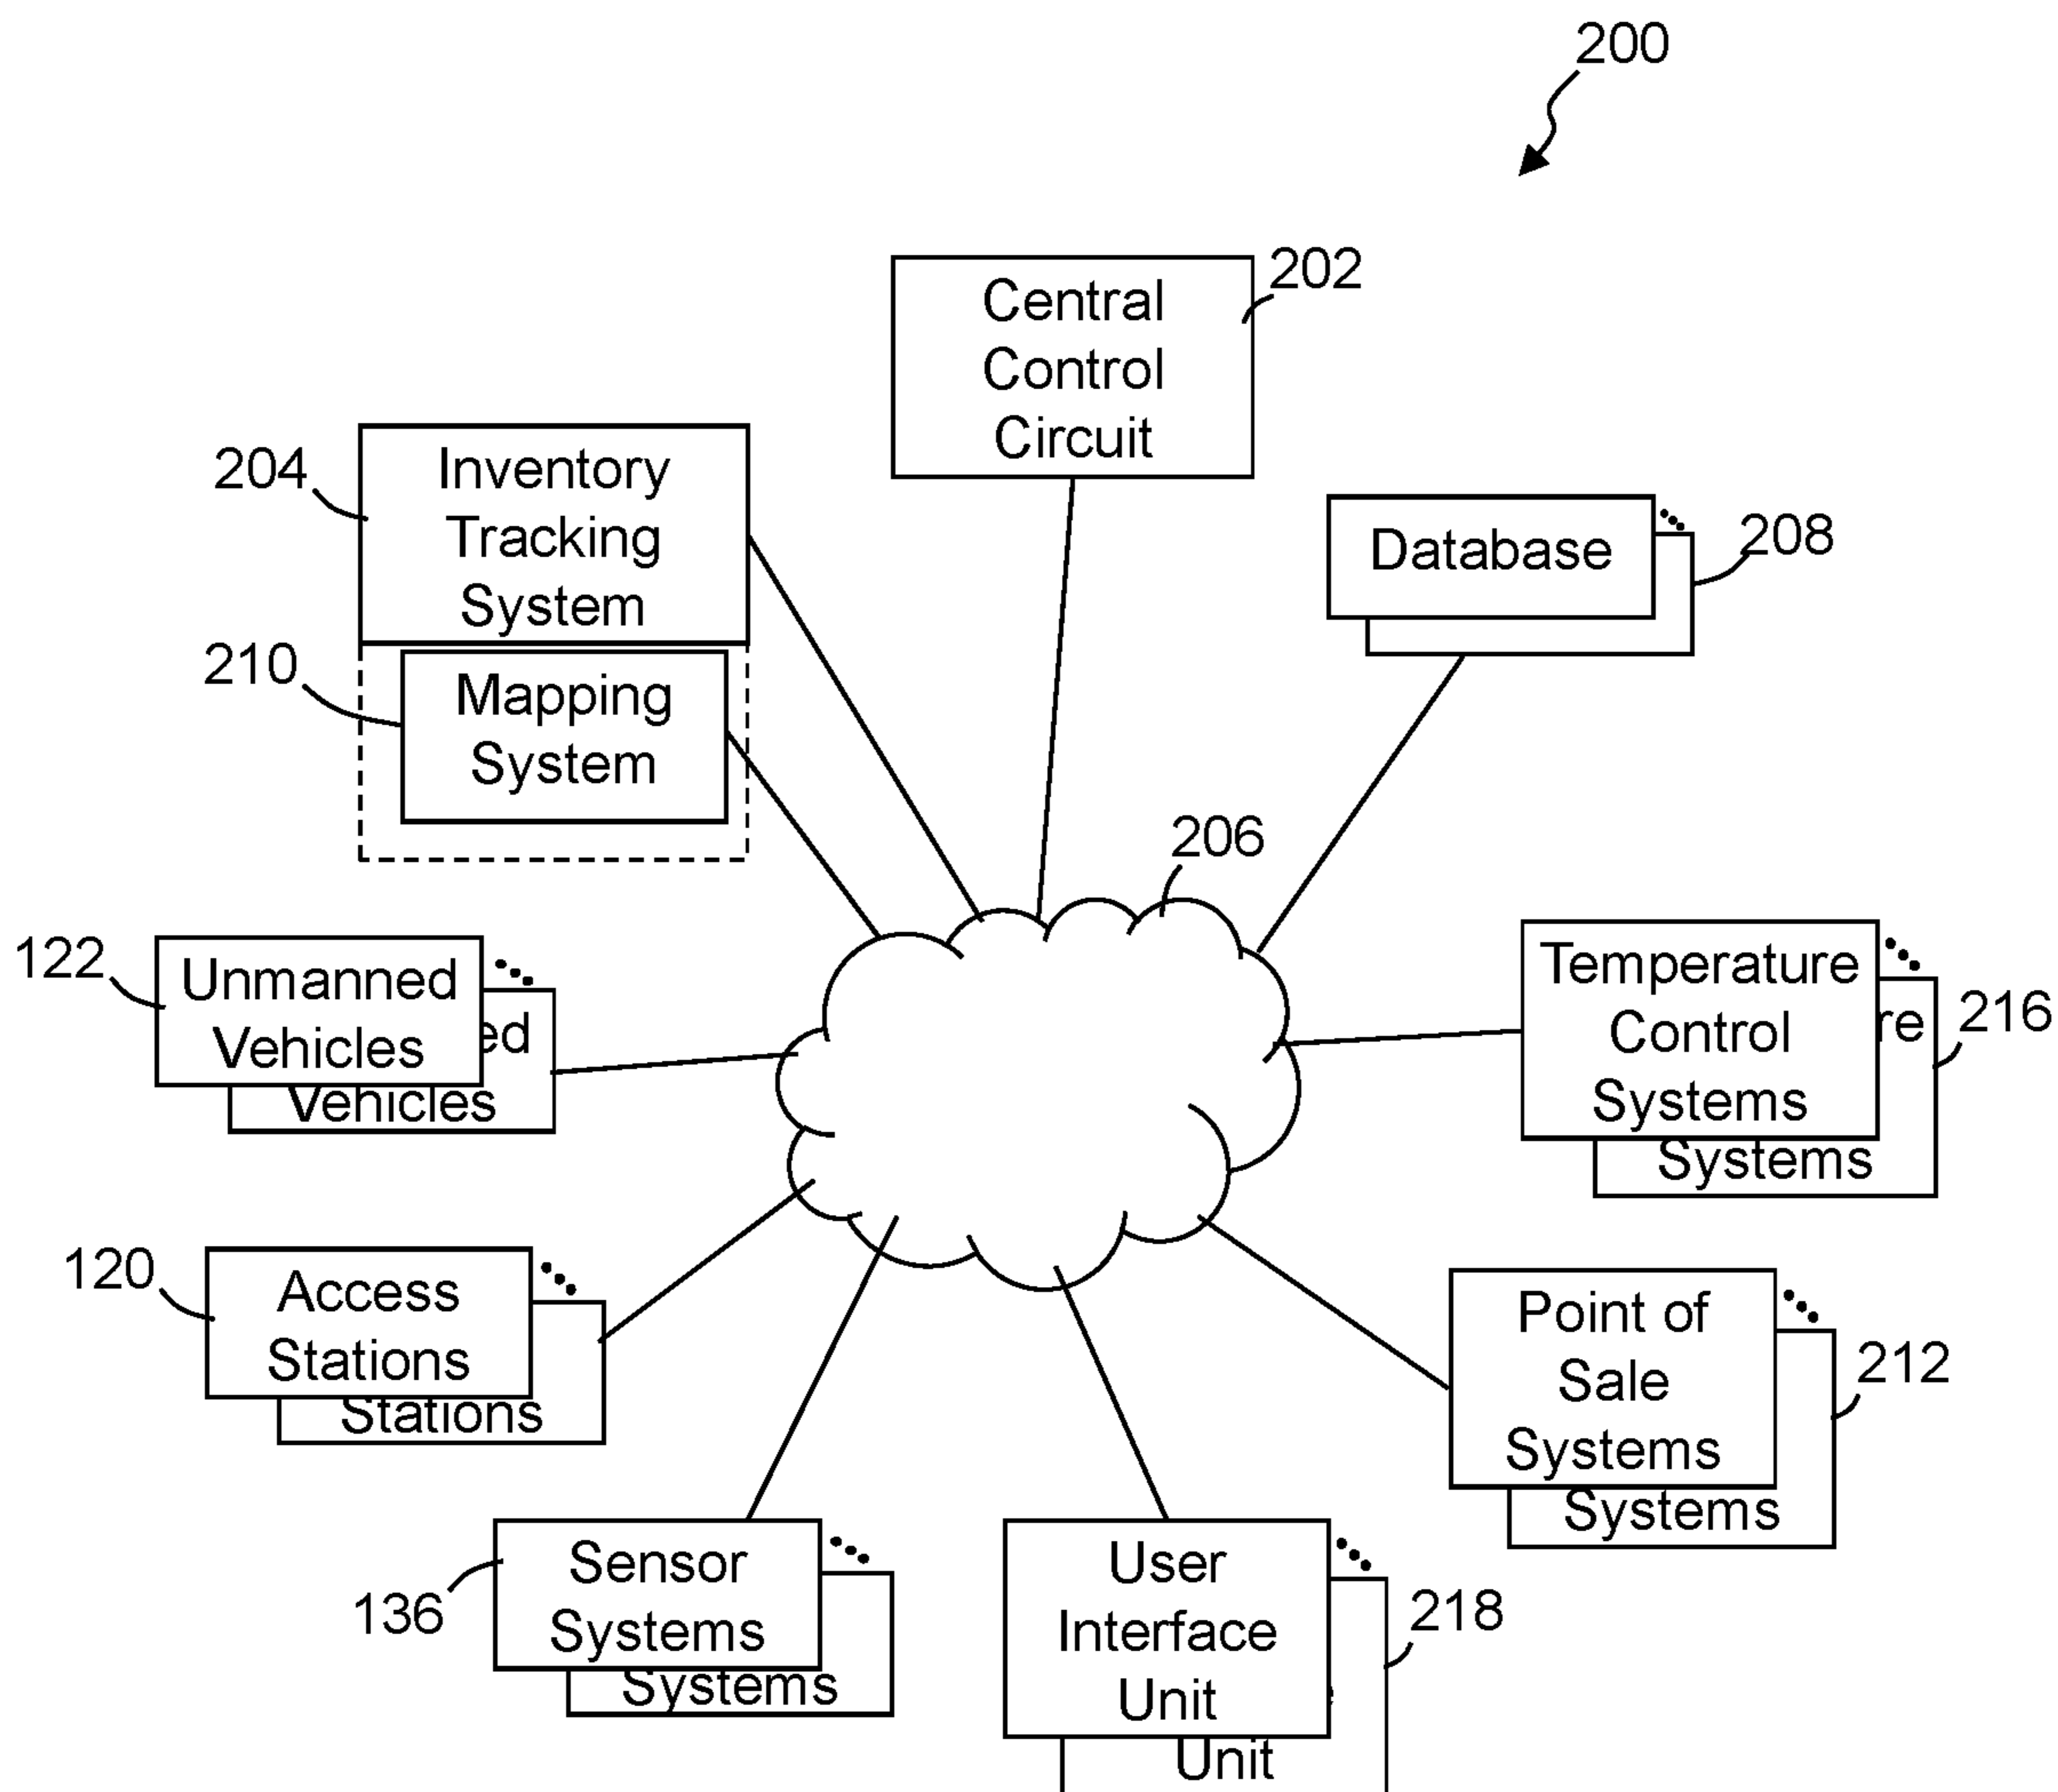 200
202
Central
Control
Circuit
204
Inventory
Tracking
System
Database
208
210
Mapping
System
206
122
Unmanned
Vehicles
ed
Vehicles
Temperature
Control
Systems
re
Systems
216
120
Access
Stations
Stations
Point of
Sale
Systems
Systems
212
136
Sensor
Systems
Systems
User
Interface
Unit
Unit
218